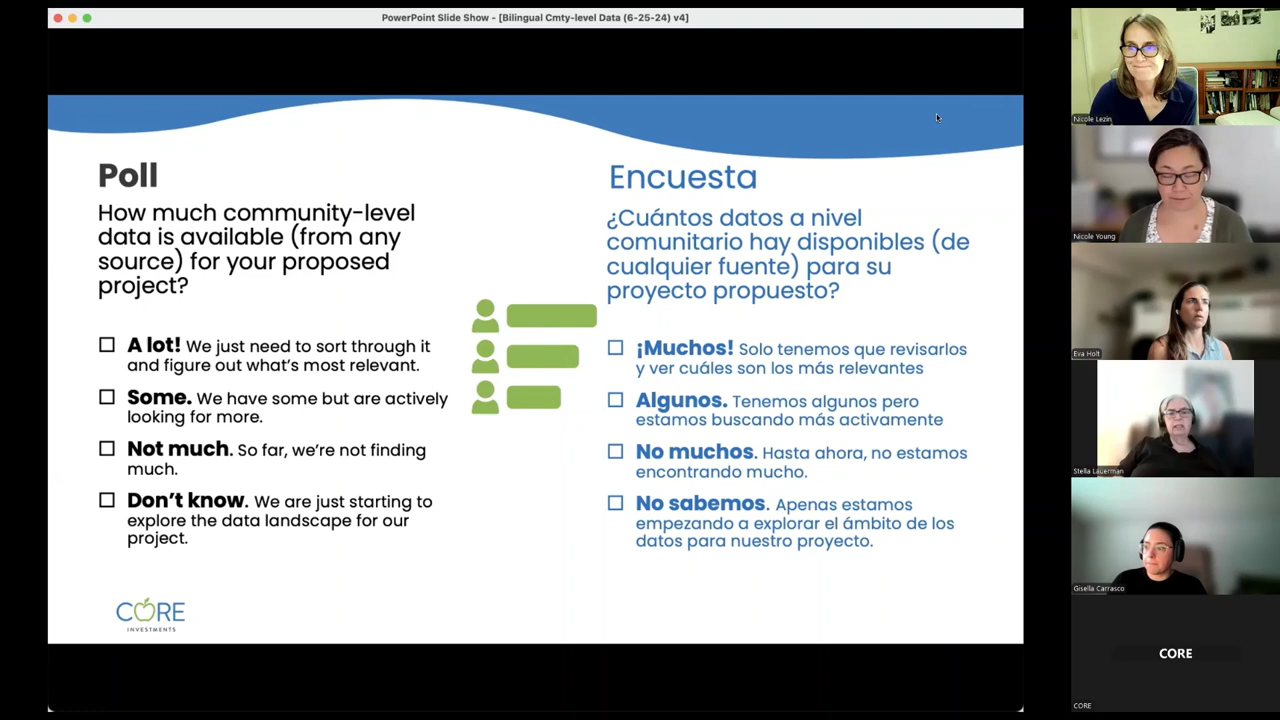 PowerPoint Slide Show - [Bilingual Cmty-level Data (6-25-24) v4]
Poll
How much community-level
data is available (from any
source) for your proposed
project?
A lot! We just need to sort through it
and figure out what's most relevant.
Some. We have some but are actively
looking for more.
Not much. So far, we're not finding
much.
Don't know. We are just starting to
explore the data landscape for our
project.
CORE
INVESTMENTS
Encuesta
¿Cuántos datos a nivel
comunitario hay disponibles (de
cualquier fuente) para su
proyecto propuesto?
¡Muchos! Solo tenemos que revisarlos
y ver cuáles son los más relevantes
Algunos. Tenemos algunos pero
estamos buscando más activamente
No muchos. Hasta ahora, no estamos
encontrando mucho.
No sabemos. Apenas estamos
empezando a explorar el ámbito de los
datos para nuestro proyecto.
Nicole Lezin
Nicole Young
Eva Holt
Stella Lauerman
Gisella Carrasco
CORE
CORE